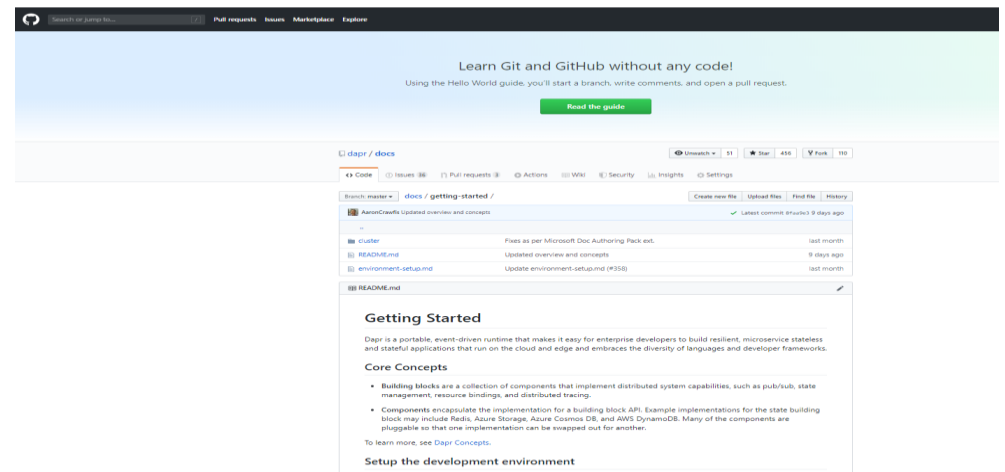 Search or jump to... /
Pull requests Issues Marketplace Explore
Learn Git and GitHub without any code!
Using the Hello World guide, you'll start a branch, write comments, and open a pull request.
Read the guide
dapr / docs
Unwatch 51 Star 456 Fork 110
Code Issues 36 Pull requests 3 Actions Wiki Security Insights Settings
Branch: master docs / getting-started / Create new file Upload files Find file History
AaronCrawfis Updated overview and concepts Latest commit 9 days ago
..
cluster Fixes as per Microsoft Doc Authoring Pack ext. last month
README.md Updated overview and concepts 9 days ago
environment-setup.md Update environment-setup.md (#358) last month
README.md
Getting Started
Dapr is a portable, event-driven runtime that makes it easy for enterprise developers to build resilient, microservice stateless
and stateful applications that run on the cloud and edge and embraces the diversity of languages and developer frameworks.
Core Concepts
• Building blocks are a collection of components that implement distributed system capabilities, such as pub/sub, state
management, resource bindings, and distributed tracing.
• Components encapsulate the implementation for a building block API. Example implementations for the state building
block may include Redis, Azure Storage, Azure Cosmos DB, and AWS DynamoDB. Many of the components are
pluggable so that one implementation can be swapped out for another.
To learn more, see Dapr Concepts.
Setup the development environment